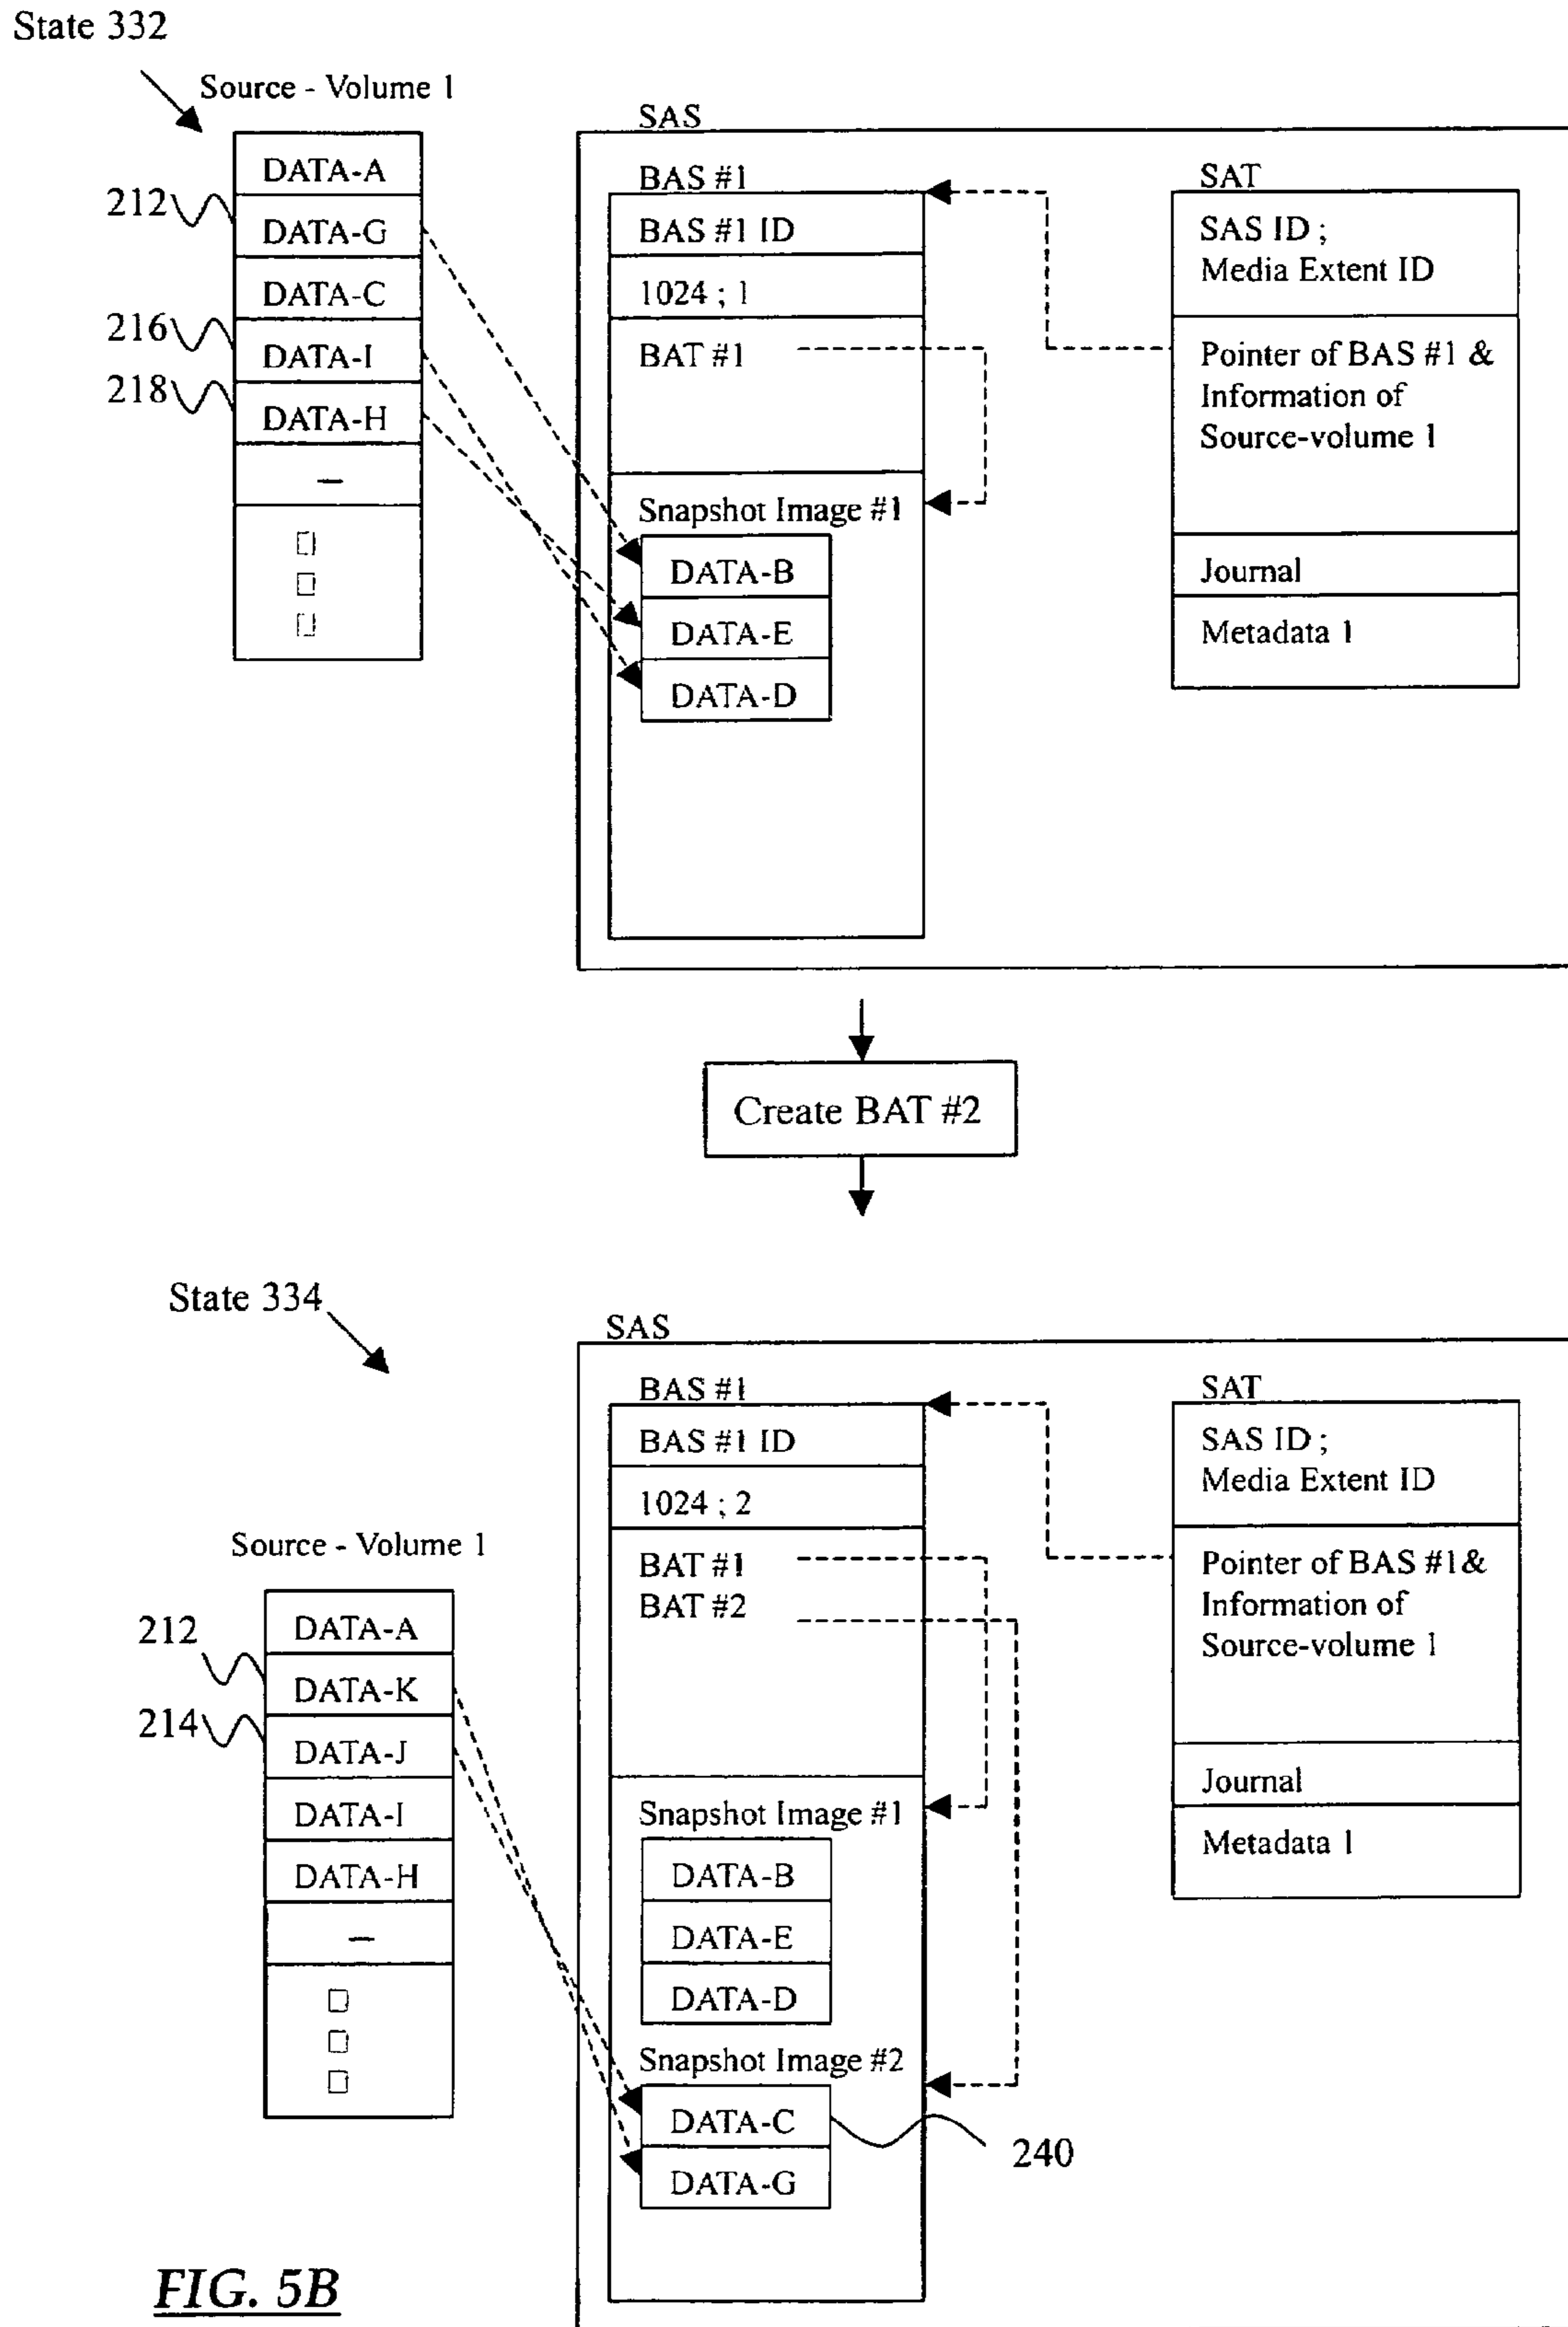 State 332
Source - Volume 1
DATA-A
212
DATA-G
DATA-C
216
DATA-I
218
DATA-H
–
SAS
BAS #1
BAS #1 ID
1024 ; 1
BAT #1
Snapshot Image #1
DATA-B
DATA-E
DATA-D
SAT
SAS ID ;
Media Extent ID
Pointer of BAS #1 &
Information of
Source-volume 1
Journal
Metadata 1
Create BAT #2
State 334
Source - Volume 1
DATA-A
212
DATA-K
214
DATA-J
DATA-I
DATA-H
–
SAS
BAS #1
BAS #1 ID
1024 ; 2
BAT #1
BAT #2
Snapshot Image #1
DATA-B
DATA-E
DATA-D
Snapshot Image #2
DATA-C
240
DATA-G
SAT
SAS ID ;
Media Extent ID
Pointer of BAS #1&
Information of
Source-volume 1
Journal
Metadata 1
FIG. 5B